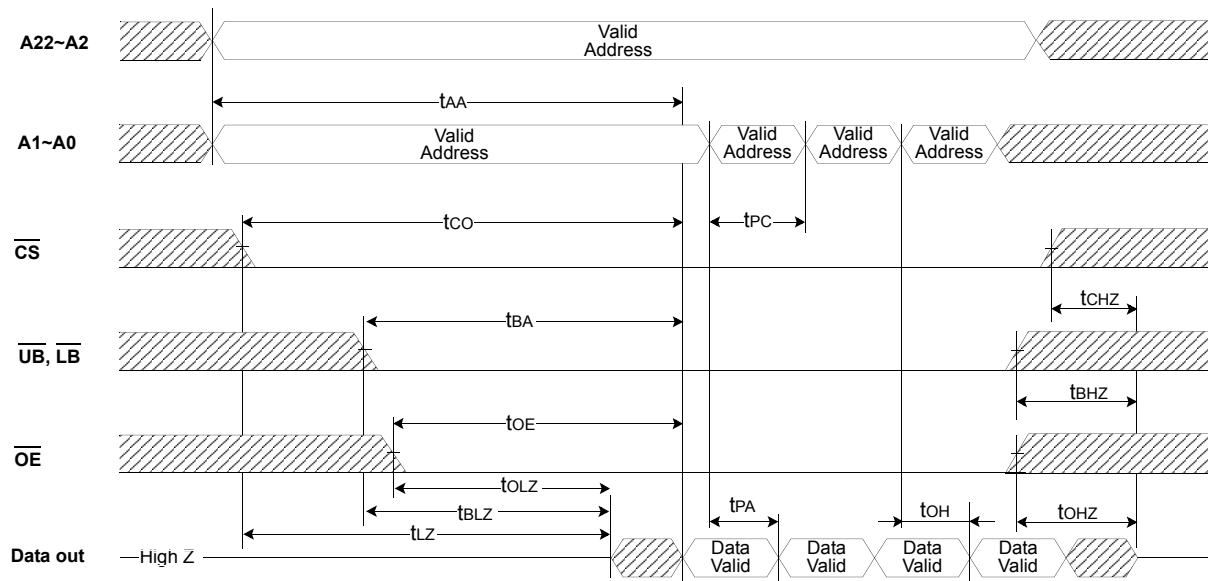 A22~A2
Valid
Address
tAA
A1~A0
Valid
Address
Valid
Address
Valid
Address
Valid
Address
tCO
tPC
CS
tCHZ
tBA
UB, LB
tBHZ
tOE
OE
tOLZ
tPA
tOH
tOHZ
tBLZ
tLZ
Data out
High Z
Data
Valid
Data
Valid
Data
Valid
Data
Valid